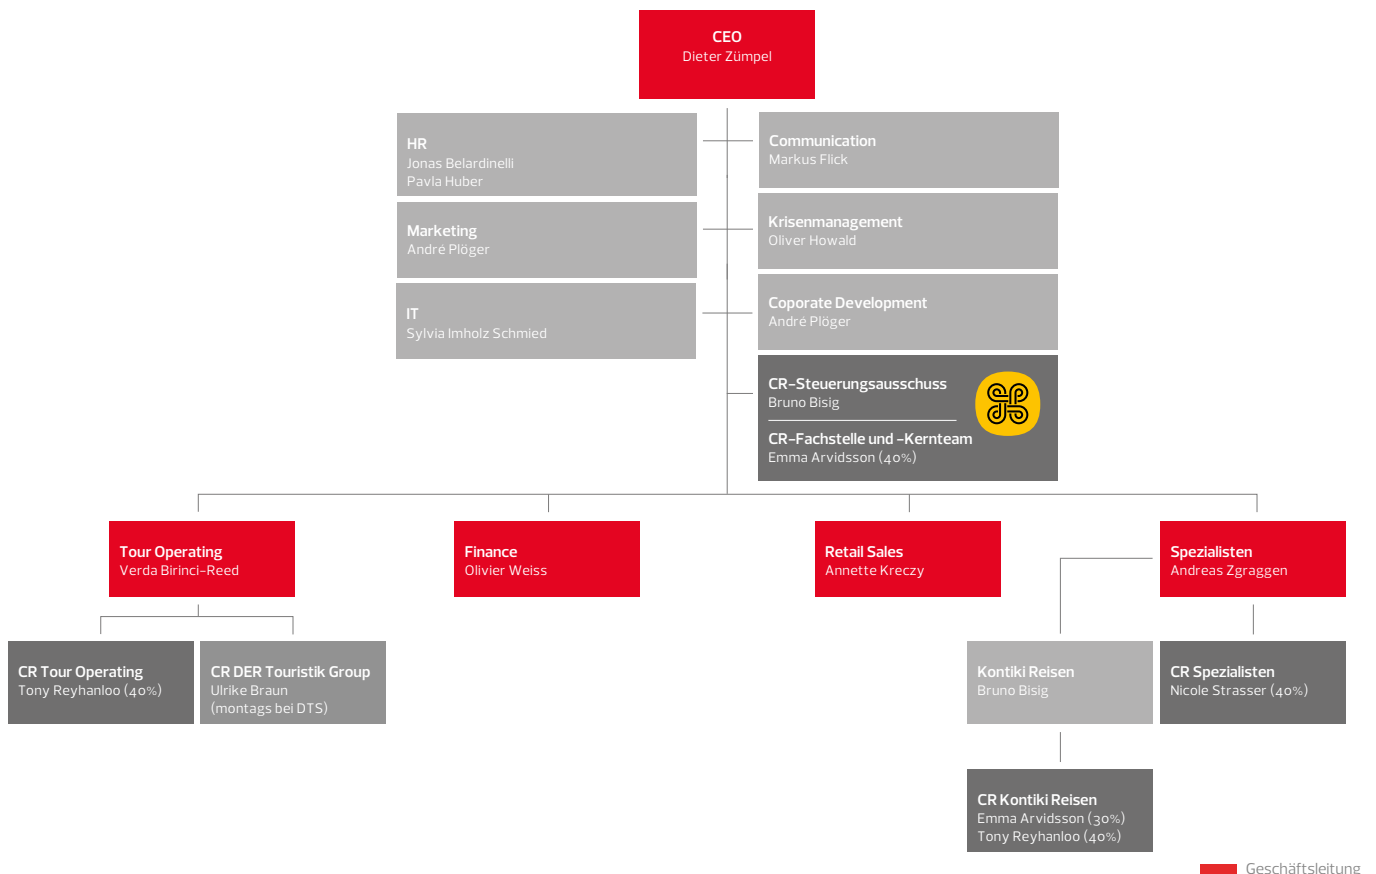 CEO
Dieter Zümpel
HR
Jonas Belardinelli
Pavla Huber
Communication
Markus Flick
Marketing
André Plöger
Krisenmanagement
Oliver Howald
IT
Sylvia Imholz Schmied
Coporate Development
André Plöger
CR-Steuerungsausschuss
Bruno Bisig
CR-Fachstelle und -Kernteam
Emma Arvidsson (40%)
Tour Operating
Verda Birinci-Reed
Finance
Olivier Weiss
Retail Sales
Annette Kreczy
Spezialisten
Andreas Zgraggen
CR Tour Operating
Tony Reyhanloo (40%)
CR DER Touristik Group
Ulrike Braun
(montags bei DTS)
Kontiki Reisen
Bruno Bisig
CR Spezialisten
Nicole Strasser (40%)
CR Kontiki Reisen
Emma Arvidsson (30%)
Tony Reyhanloo (40%)
Geschäftsleitung